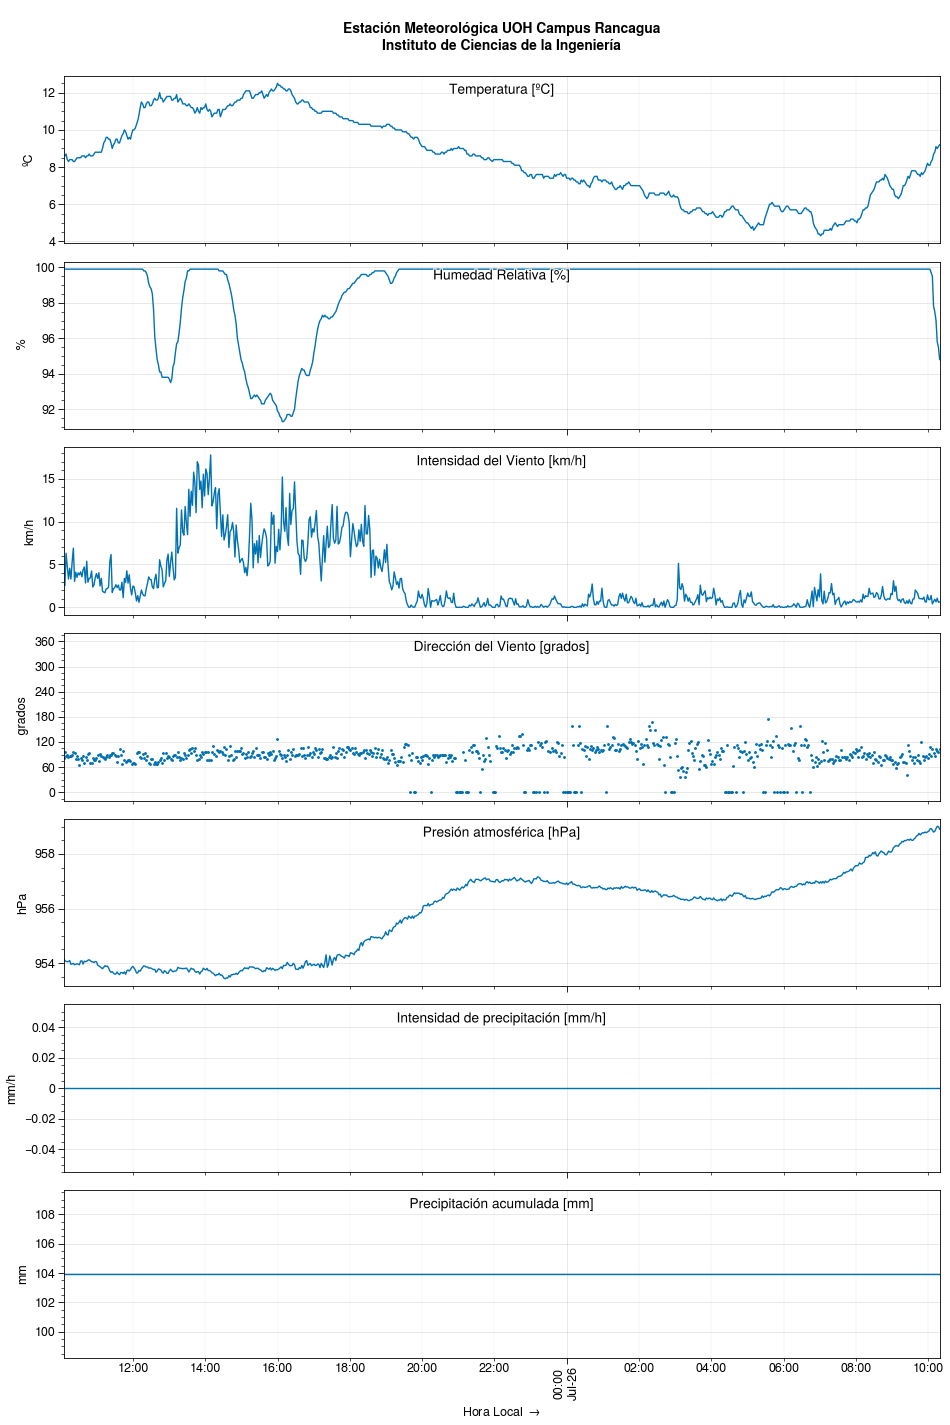 Estación Meteorológica UOH Campus Rancagua
Instituto de Ciencias de la Ingeniería
Temperatura [ºC]
ºC
12
10
8
6
4
Humedad Relativa [%]
%
100
98
96
94
92
Intensidad del Viento [km/h]
km/h
15
10
5
0
Dirección del Viento [grados]
grados
360
300
240
180
120
60
0
Presión atmosférica [hPa]
hPa
958
956
954
Intensidad de precipitación [mm/h]
mm/h
0.04
0.02
0
−0.02
−0.04
Precipitación acumulada [mm]
mm
108
106
104
102
100
12:00
14:00
16:00
18:00
20:00
22:00
00:00
Jul-26
02:00
04:00
06:00
08:00
10:00
Hora Local →